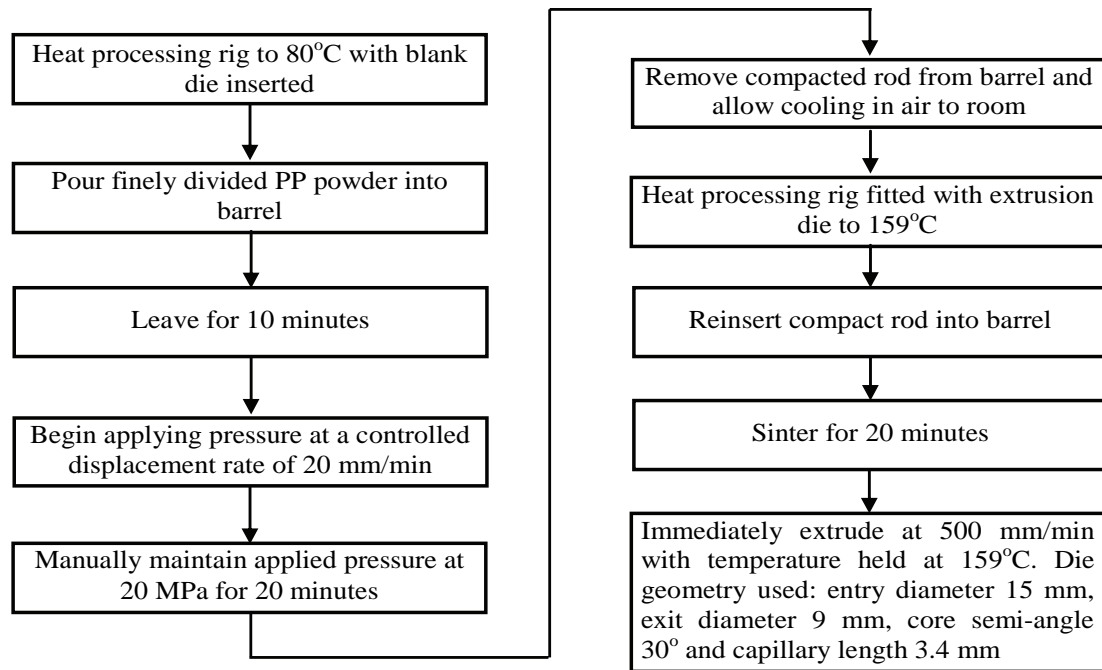 Heat processing rig to 80°C with blank
die inserted
Pour finely divided PP powder into
barrel
Leave for 10 minutes
Begin applying pressure at a controlled
displacement rate of 20 mm/min
Manually maintain applied pressure at
20 MPa for 20 minutes
Remove compacted rod from barrel and
allow cooling in air to room
Heat processing rig fitted with extrusion
die to 159°C
Reinsert compact rod into barrel
Sinter for 20 minutes
Immediately extrude at 500 mm/min
with temperature held at 159°C. Die
geometry used: entry diameter 15 mm,
exit diameter 9 mm, core semi-angle
30° and capillary length 3.4 mm